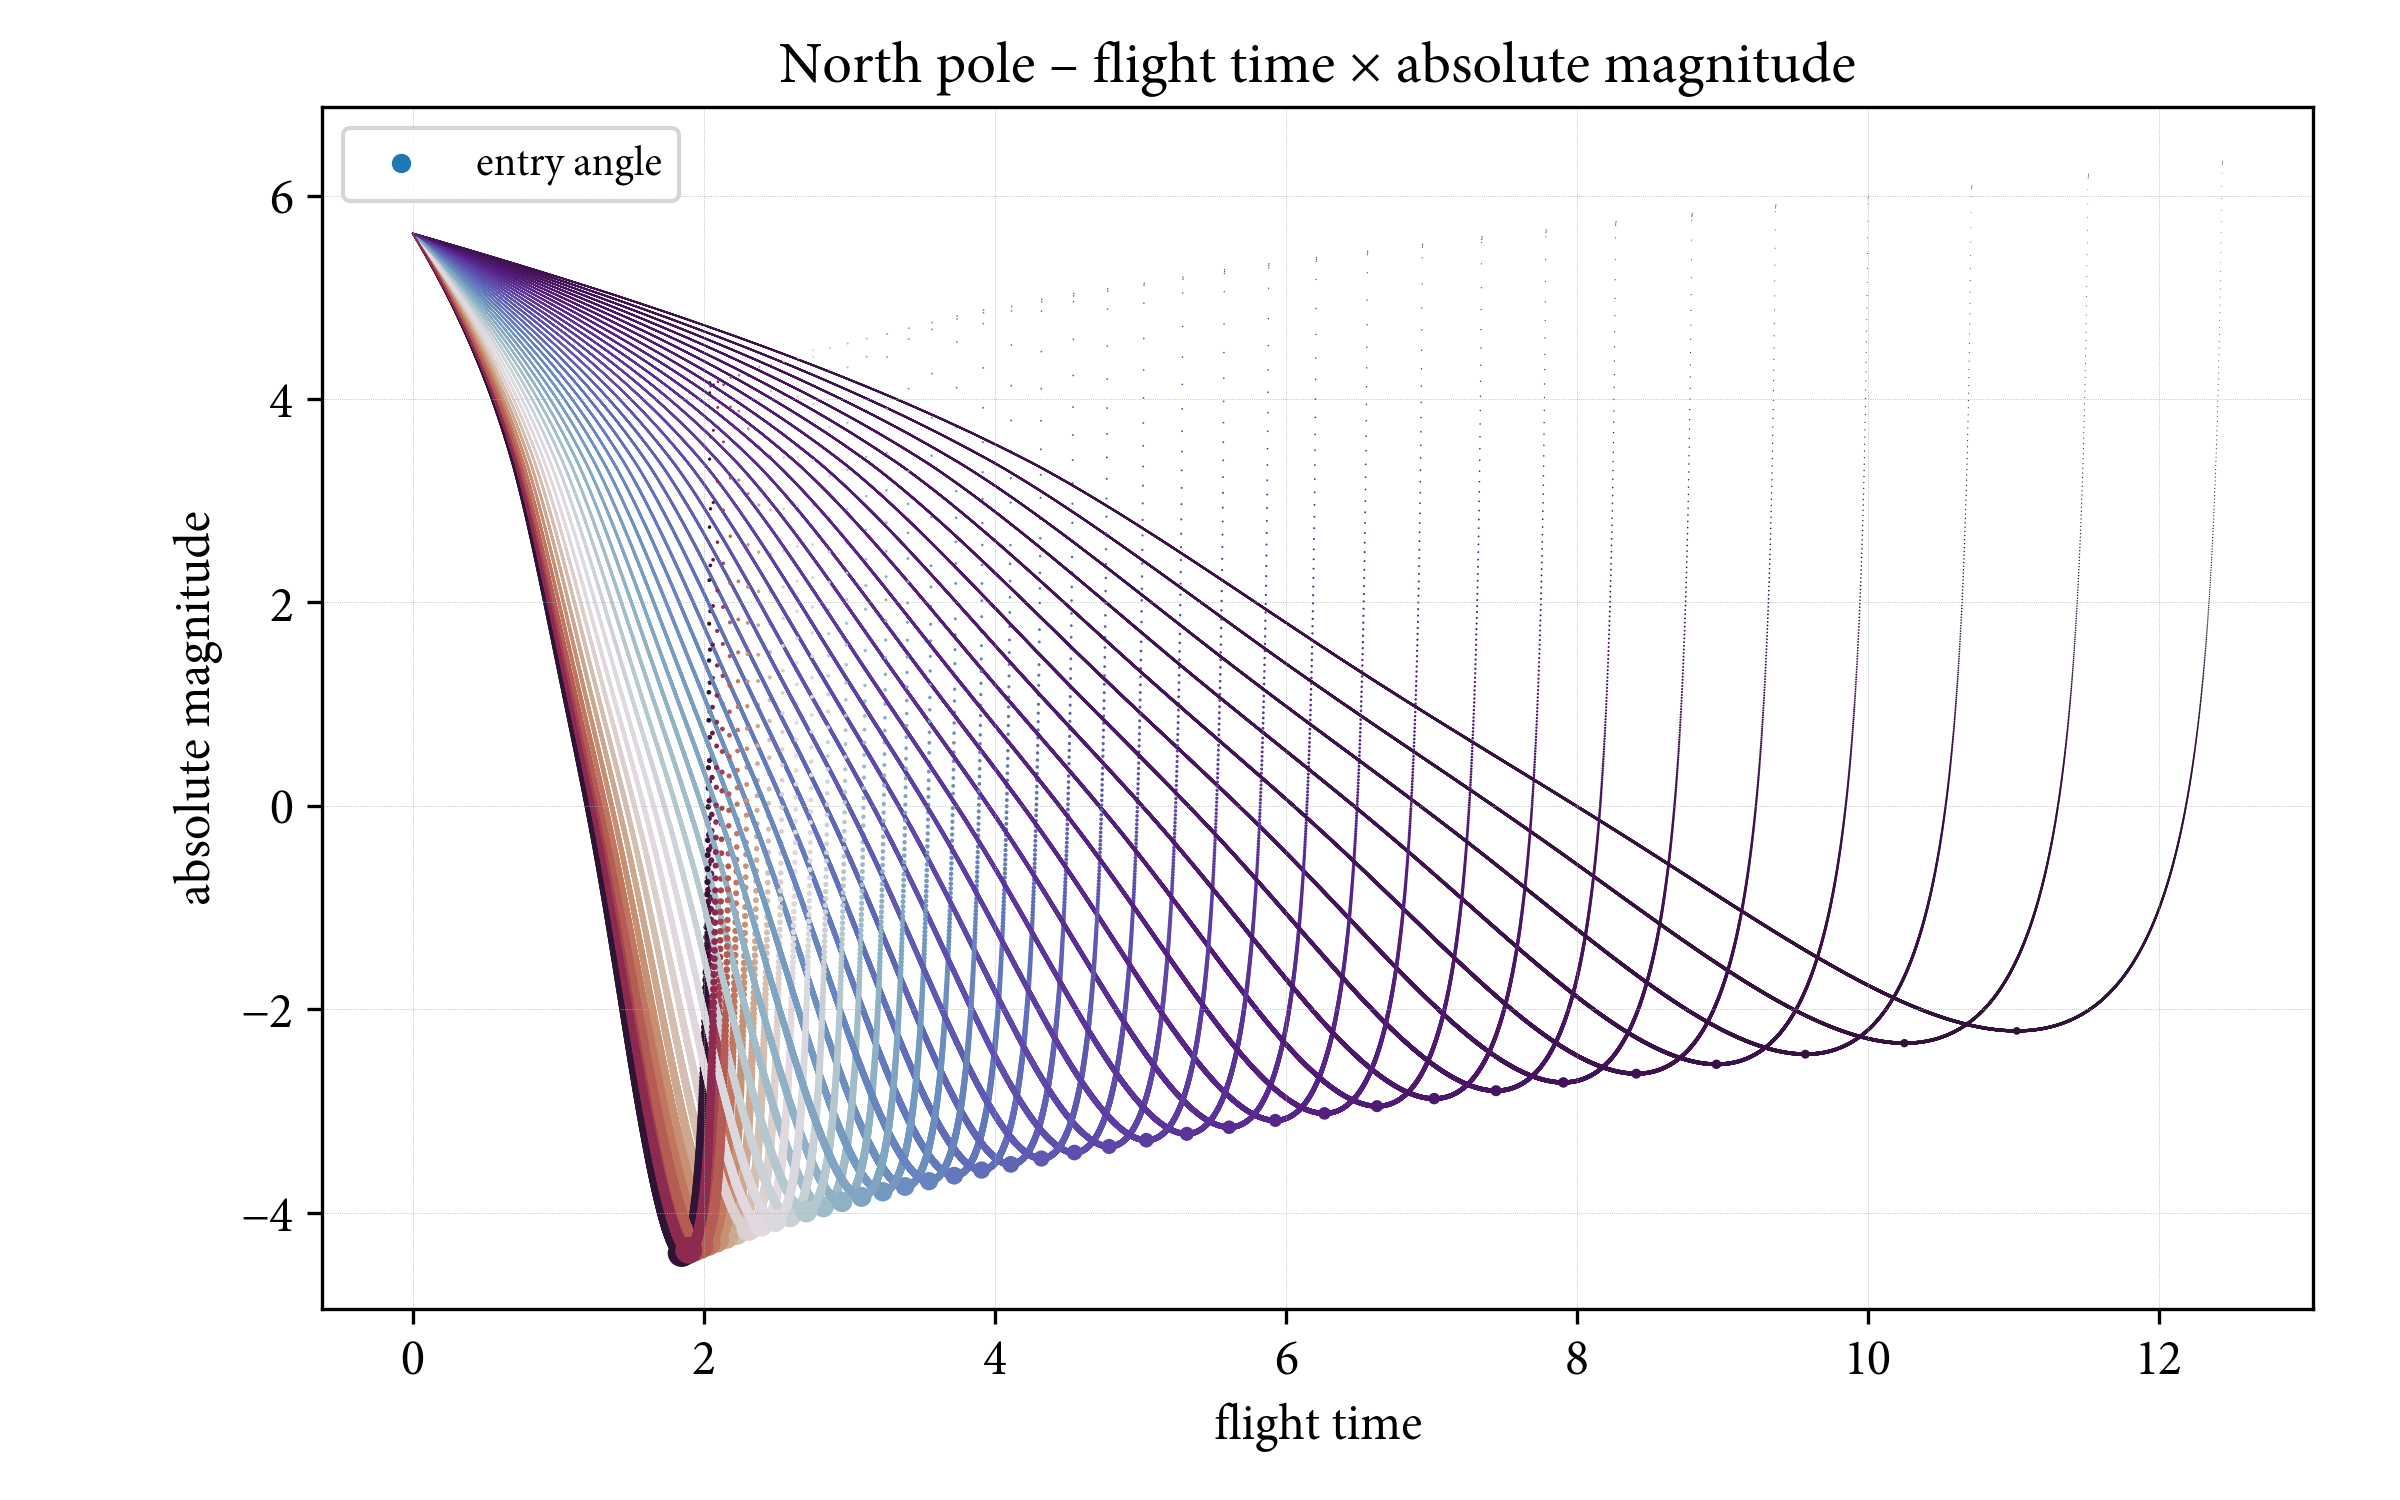 North pole – flight time × absolute magnitude
entry angle
6
4
2
0
−2
−4
absolute magnitude
0 2 4 6 8 10 12
flight time